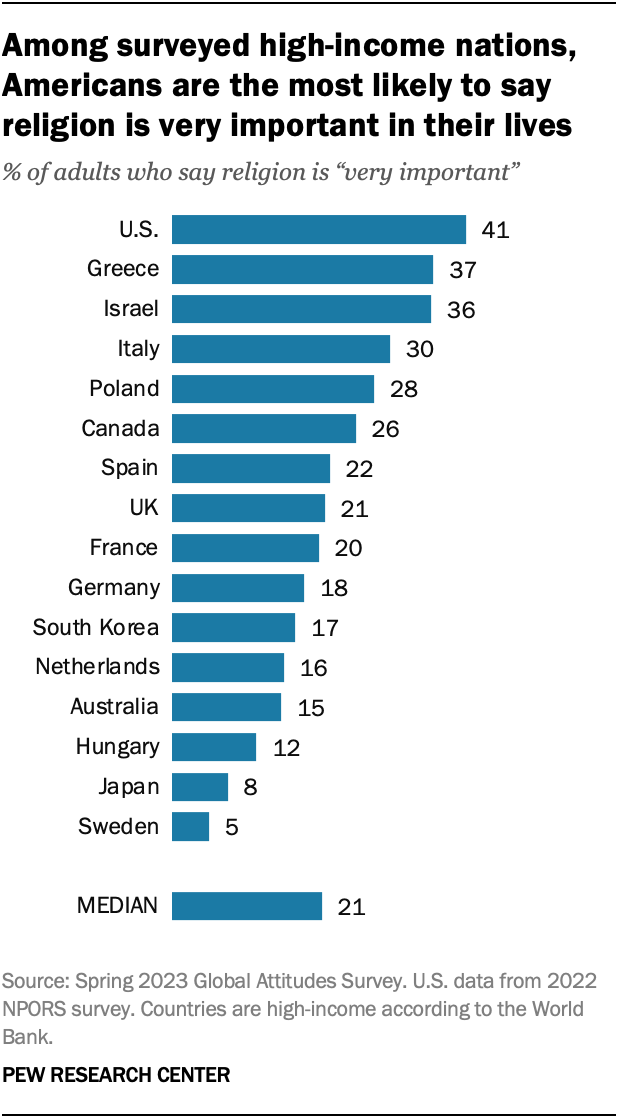 Among surveyed high-income nations,
Americans are the most likely to say
religion is very important in their lives
% of adults who say religion is “very important”
U.S. 41
Greece 37
Israel 36
Italy 30
Poland 28
Canada 26
Spain 22
UK 21
France 20
Germany 18
South Korea 17
Netherlands 16
Australia 15
Hungary 12
Japan 8
Sweden 5
MEDIAN 21
Source: Spring 2023 Global Attitudes Survey. U.S. data from 2022
NPORS survey. Countries are high-income according to the World
Bank.
PEW RESEARCH CENTER